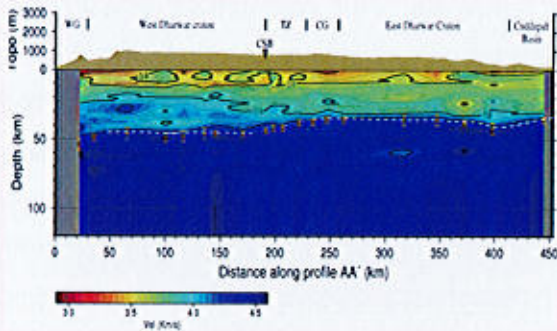 3000
2000
1000
0
Topo (m)
WG
West Dharwar craton
CSB
TZ
CG
East Dharwar Craton
Cuddapah
Basin
50
100
Depth (km)
0 50 100 150 200 250 300 350 400 450
Distance along profile AA' (km)
3.0 3.5 4.0 4.5
Vel (Km/s)